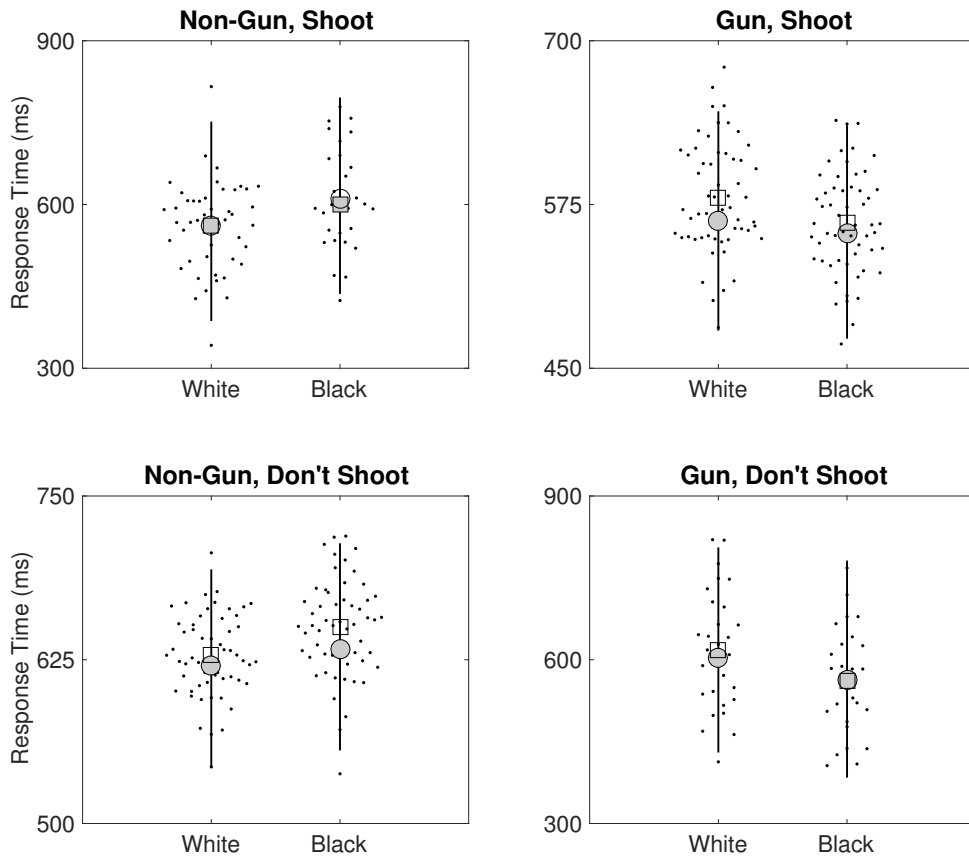 Non-Gun, Shoot
Response Time (ms)
900
600
300
White Black
Gun, Shoot
700
575
450
White Black
Non-Gun, Don't Shoot
Response Time (ms)
750
625
500
White Black
Gun, Don't Shoot
900
600
300
White Black